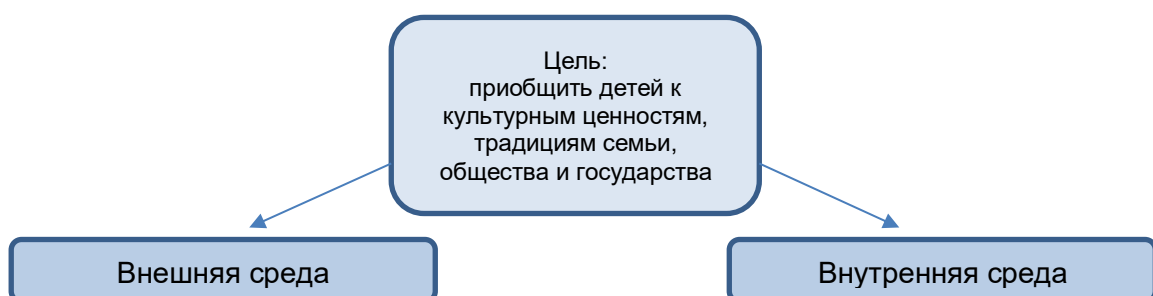 Цель:
приобщить детей к
культурным ценностям,
традициям семьи,
общества и государства
Внешняя среда
Внутренняя среда